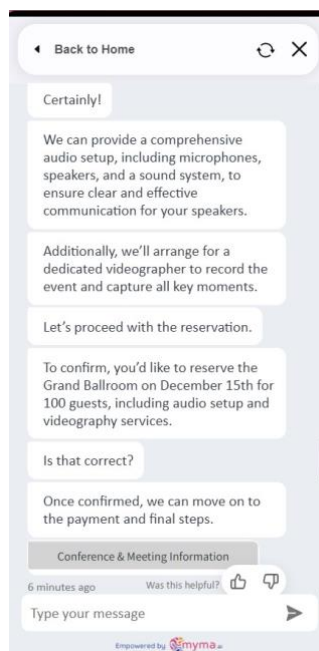 Back to Home
Certainly!
We can provide a comprehensive
audio setup, including microphones,
speakers, and a sound system, to
ensure clear and effective
communication for your speakers.
Additionally, we'll arrange for a
dedicated videographer to record the
event and capture all key moments.
Let's proceed with the reservation.
To confirm, you'd like to reserve the
Grand Ballroom on December 15th for
100 guests, including audio setup and
videography services.
Is that correct?
Once confirmed, we can move on to
the payment and final steps.
Conference & Meeting Information
6 minutes ago Was this helpful?
Type your message
Empowered by myma.ai